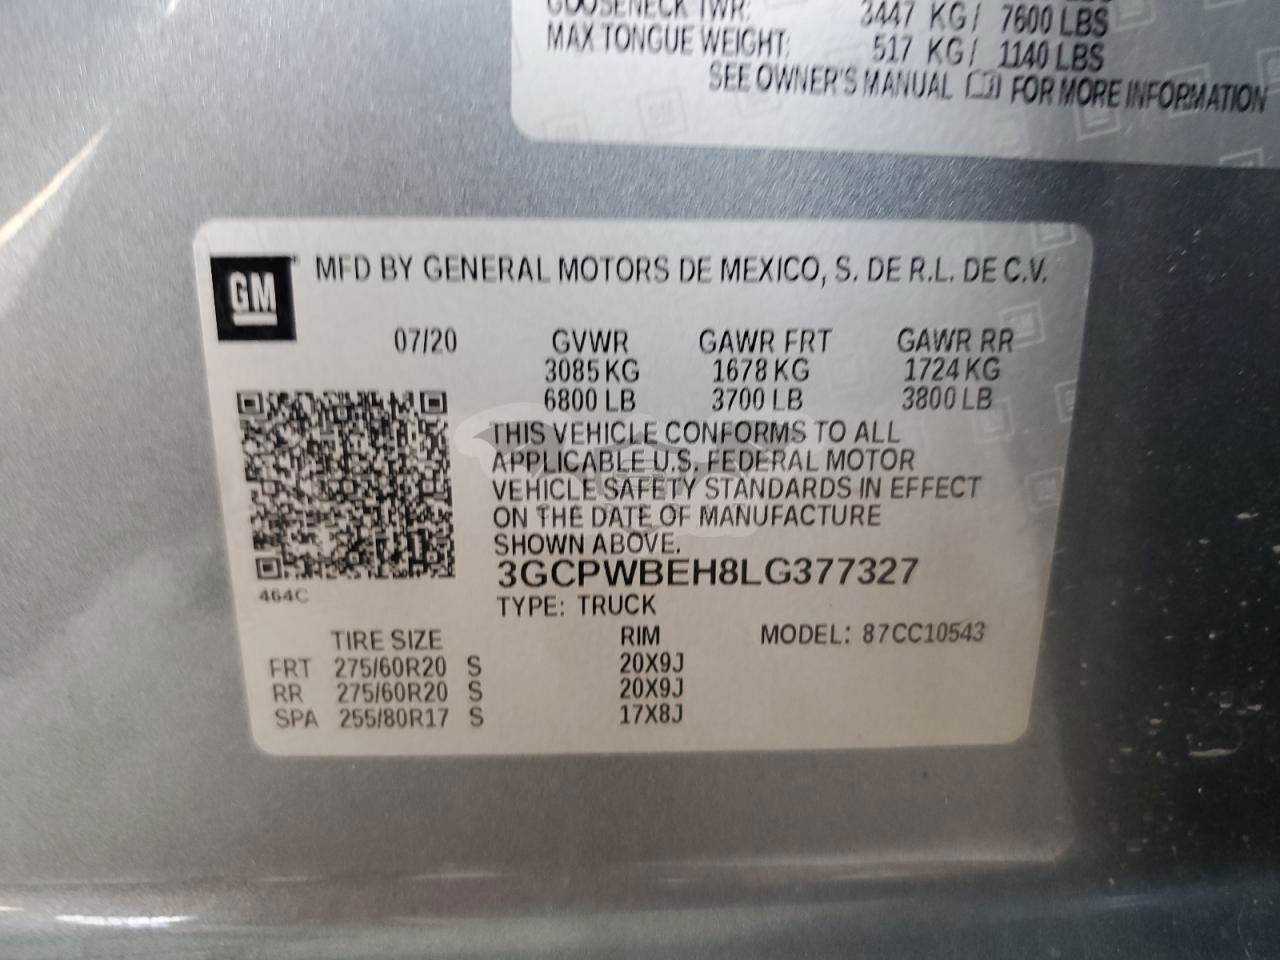 GOOSENECK TWR: 3447 KG/ 7600 LBS
MAX TONGUE WEIGHT: 517 KG/ 1140 LBS
SEE OWNER'S MANUAL FOR MORE INFORMATION
GM MFD BY GENERAL MOTORS DE MEXICO, S. DE R.L. DE C.V.
07/20 GVWR GAWR FRT GAWR RR
3085 KG 1678 KG 1724 KG
6800 LB 3700 LB 3800 LB
THIS VEHICLE CONFORMS TO ALL
APPLICABLE U.S. FEDERAL MOTOR
VEHICLE SAFETY STANDARDS IN EFFECT
ON THE DATE OF MANUFACTURE
SHOWN ABOVE.
3GCPWBEH8LG377327
464C
TYPE: TRUCK
TIRE SIZE RIM MODEL: 87CC10543
FRT 275/60R20 S 20X9J
RR 275/60R20 S 20X9J
SPA 255/80R17 S 17X8J